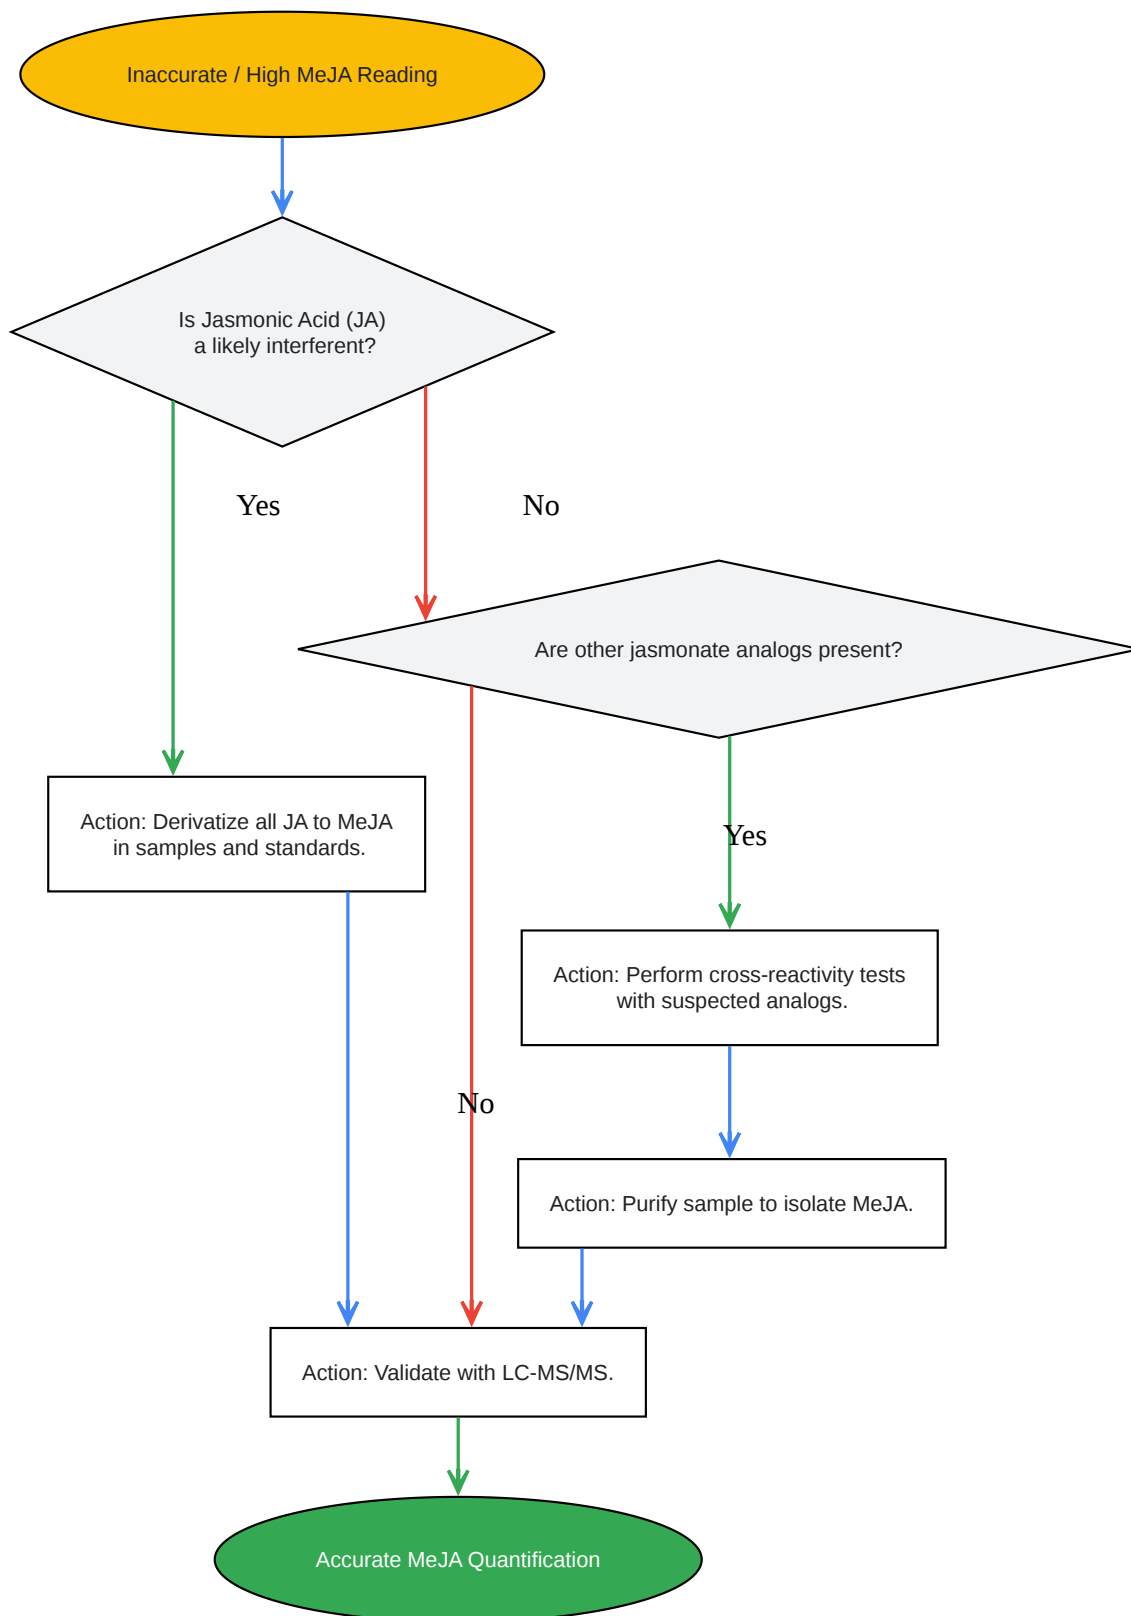 Inaccurate / High MeJA Reading
Is Jasmonic Acid (JA)
a likely interferent?
Yes
No
Are other jasmonate analogs present?
Action: Derivatize all JA to MeJA
in samples and standards.
Yes
Action: Perform cross-reactivity tests
with suspected analogs.
No
Action: Purify sample to isolate MeJA.
Action: Validate with LC-MS/MS.
Accurate MeJA Quantification